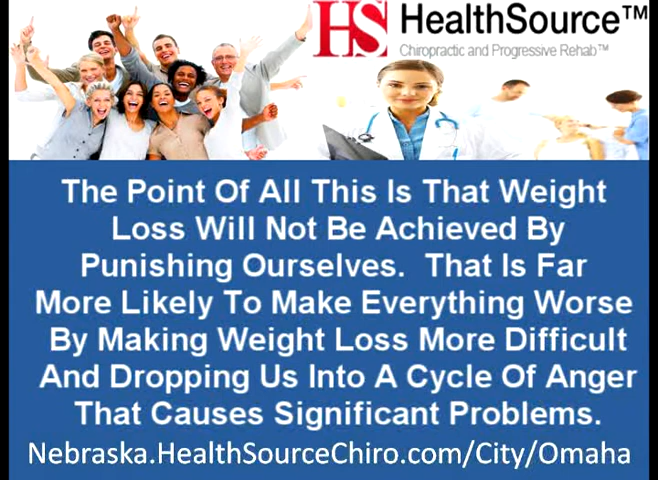 HS HealthSource™
Chiropractic and Progressive Rehab™
The Point Of All This Is That Weight
Loss Will Not Be Achieved By
Punishing Ourselves.  That Is Far
More Likely To Make Everything Worse
By Making Weight Loss More Difficult
And Dropping Us Into A Cycle Of Anger
That Causes Significant Problems.
Nebraska.HealthSourceChiro.com/City/Omaha